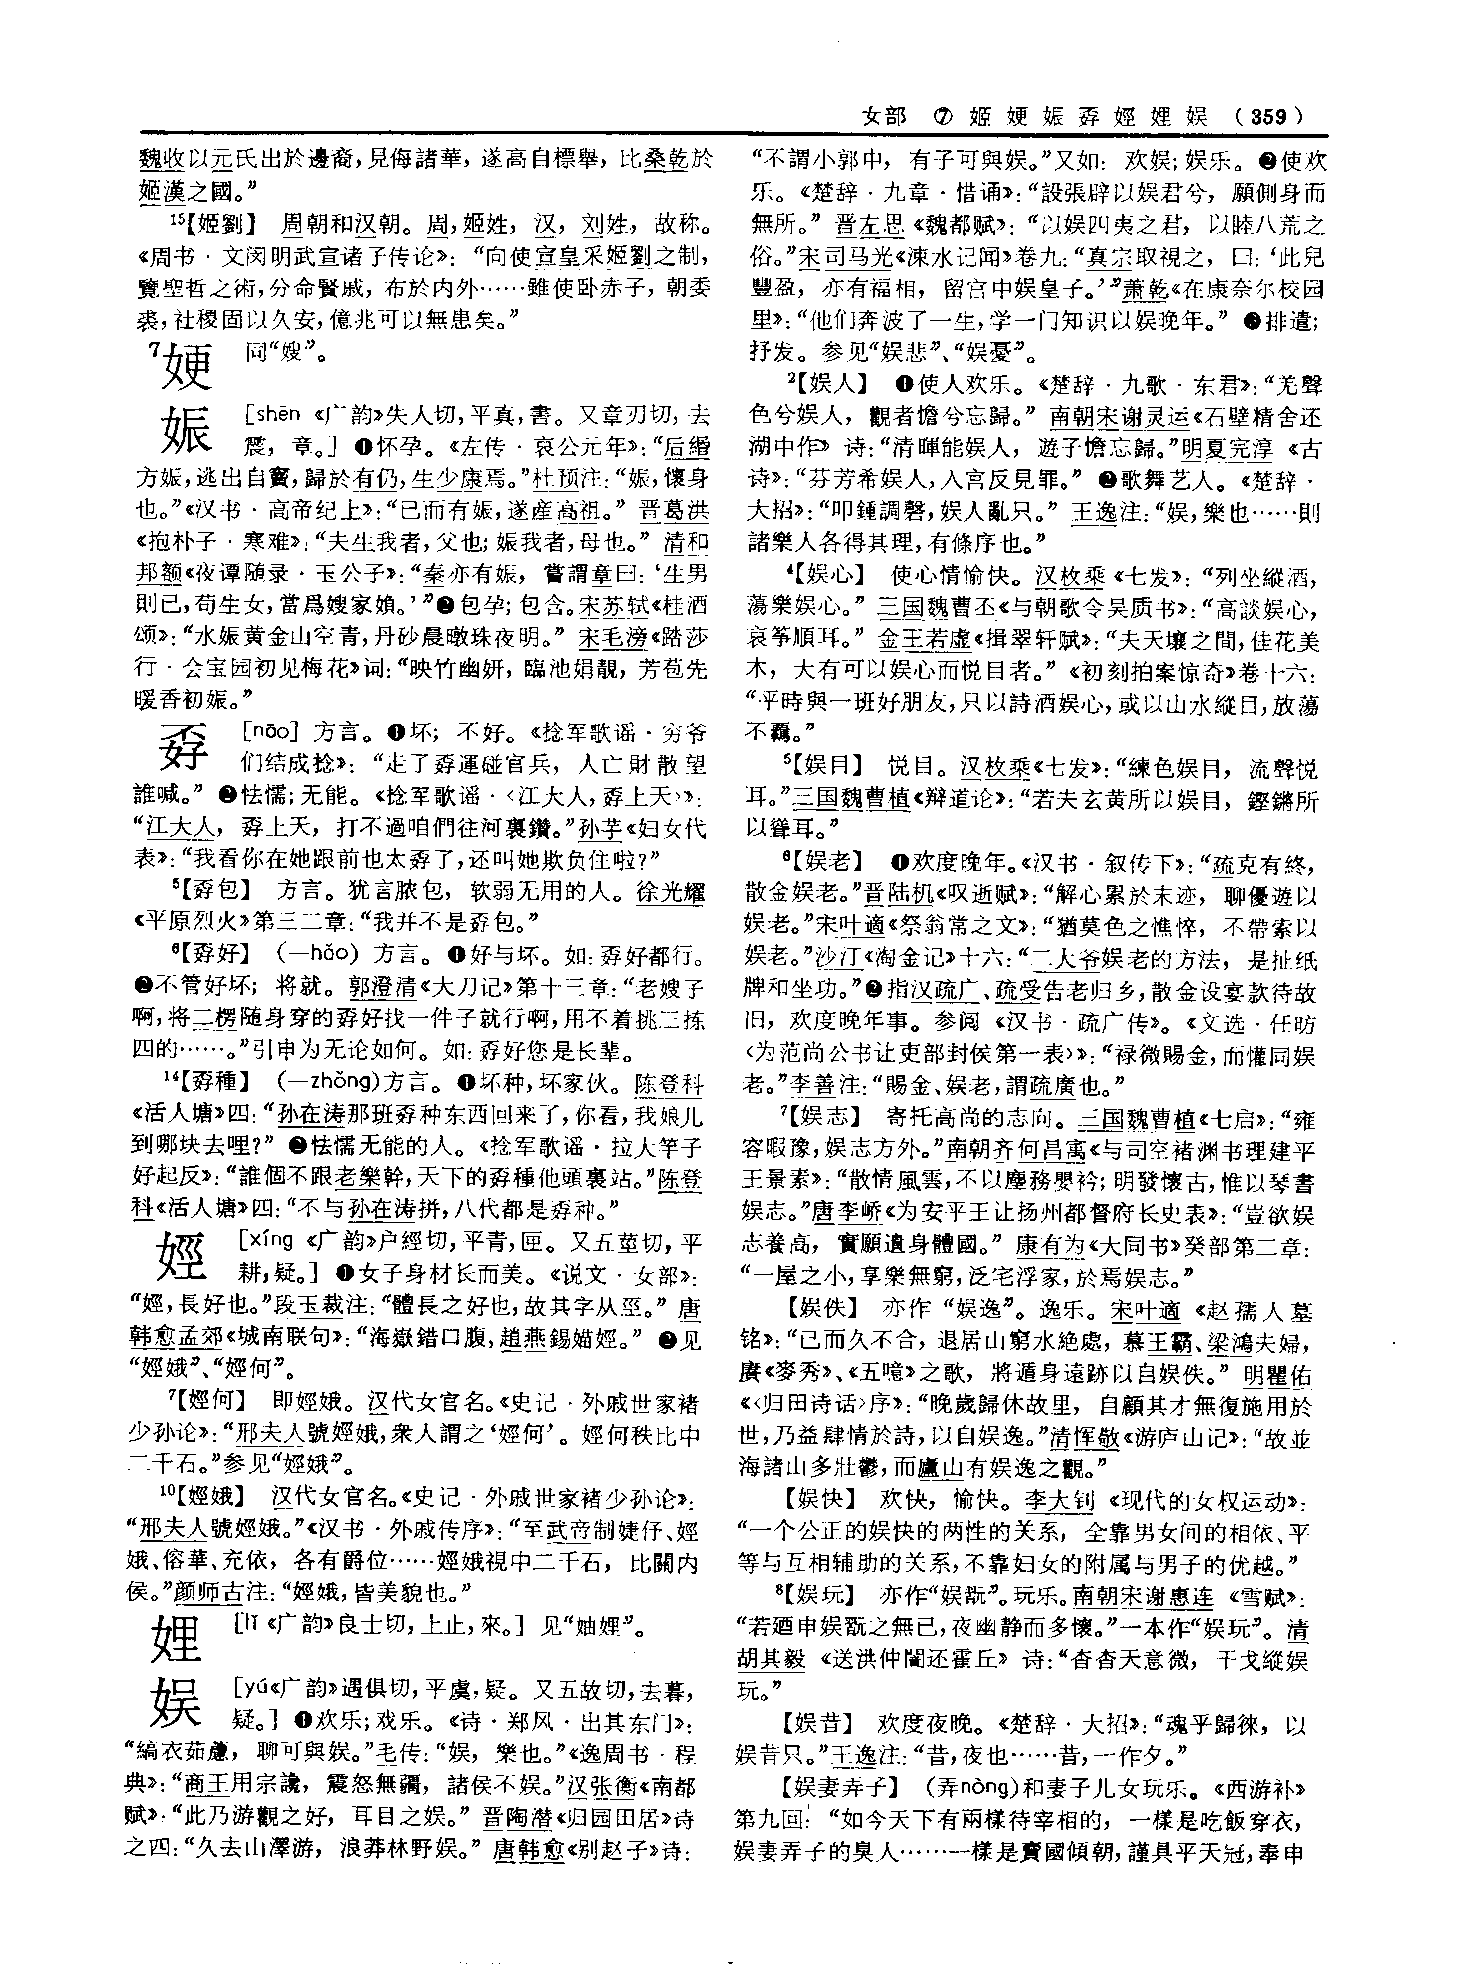 女部 ⑦ 姬 娷 娠 孬 娙 娌 娱 （359）
魏收以元氏出於邊裔，見侮諸華，遂高自標舉，比桑乾於
姬漢之國。”
15【姬劉】 周朝和汉朝。周，姬姓，汉，刘姓，故称。
《周书·文闵明武宣诸子传论》：“向使宣皇采姬劉之制，
覽聖哲之術，分命賢戚，布於内外……雖使卧赤子，朝委
裘，社稷固以久安，億兆可以無患矣。”
7㛐 同“嫂”。
娠 [shēn 《广韵》失人切，平真，書。又章刃切，去
震，章。] ❶怀孕。《左传·哀公元年》：“后緡
方娠，逃出自竇，歸於有仍，生少康焉。”杜预注：“娠，懷身
也。”《汉书·高帝纪上》：“已而有娠，遂産高祖。”晋葛洪
《抱朴子·寒难》：“夫生我者，父也；娠我者，母也。”清和
邦额《夜谭随录·玉公子》：“秦亦有娠，嘗謂章曰：‘生男
則已，苟生女，當爲嫂家媍。’”❷包孕；包含。宋苏轼《桂酒
颂》：“水娠黄金山空青，丹砂晨暾珠夜明。”宋毛滂《踏莎
行·会宝园初见梅花》词：“映竹幽妍，臨池娟靚，芳苞先
暖香初娠。”
孬 [nāo] 方言。❶坏；不好。《捻军歌谣·穷爷
们结成捻》：“走了孬運碰官兵，人亡財散望
誰喊。”❷怯懦；无能。《捻军歌谣·〈江大人，孬上天〉》：
“江大人，孬上天，打不過咱們往河裏鑽。”孙芋《妇女代
表》：“我看你在她跟前也太孬了，还叫她欺负住啦？”
5【孬包】 方言。犹言脓包，软弱无用的人。徐光耀
《平原烈火》第三二章：“我并不是孬包。”
6【孬好】 （—hǎo）方言。❶好与坏。如：孬好都行。
❷不管好坏；将就。郭澄清《大刀记》第十三章：“老嫂子
啊，将二楞随身穿的孬好找一件子就行啊，用不着挑三拣
四的……。”引申为无论如何。如：孬好您是长辈。
14【孬種】 （—zhǒng）方言。❶坏种，坏家伙。陈登科
《活人塘》四：“孙在涛那班孬种东西回来了，你看，我娘儿
到哪块去哩？”❷怯懦无能的人。《捻军歌谣·拉大竿子
好起反》：“誰個不跟老樂幹，天下的孬種他頭裏站。”陈登
科《活人塘》四：“不与孙在涛拼，八代都是孬种。”
娙 [xíng 《广韵》户經切，平青，匣。又五莖切，平
耕，疑。] ❶女子身材长而美。《说文·女部》：
“娙，長好也。”段玉裁注：“體長之好也，故其字从巠。”唐
韩愈孟郊《城南联句》：“海嶽錯口腹，趙燕錫媌娙。”❷见
“娙娥”、“娙何”。
7【娙何】 即娙娥。汉代女官名。《史记·外戚世家褚
少孙论》：“邢夫人號娙娥，衆人謂之‘娙何’。娙何秩比中
二千石。”参见“娙娥”。
10【娙娥】 汉代女官名。《史记·外戚世家褚少孙论》：
“邢夫人號娙娥。”《汉书·外戚传序》：“至武帝制婕伃、娙
娥、傛華、充依，各有爵位……娙娥視中二千石，比關内
侯。”颜师古注：“娙娥，皆美貌也。”
娌 [lǐ 《广韵》良士切，上止，來。] 见“妯娌”。
娱 [yú《广韵》遇俱切，平虞，疑。又五故切，去暮，
疑。] ❶欢乐；戏乐。《诗·郑风·出其东门》：
“縞衣茹藘，聊可與娱。”毛传：“娱，樂也。”《逸周书·程
典》：“商王用宗讒，震怒無疆，諸侯不娱。”汉张衡《南都
赋》：“此乃游觀之好，耳目之娱。”晋陶潜《归园田居》诗
之四：“久去山澤游，浪莽林野娱。”唐韩愈《别赵子》诗：
“不謂小郭中，有子可與娱。”又如：欢娱；娱乐。❷使欢
乐。《楚辞·九章·惜诵》：“設張辟以娱君兮，願側身而
無所。”晋左思《魏都赋》：“以娱四夷之君，以睦八荒之
俗。”宋司马光《涑水记闻》卷九：“真宗取視之，曰：‘此兒
豐盈，亦有福相，留宫中娱皇子。’”萧乾《在康奈尔校园
里》：“他们奔波了一生，学一门知识以娱晚年。”❸排遣；
抒发。参见“娱悲”、“娱憂”。
2【娱人】 ❶使人欢乐。《楚辞·九歌·东君》：“羌聲
色兮娱人，觀者憺兮忘歸。”南朝宋谢灵运《石壁精舍还
湖中作》诗：“清暉能娱人，遊子憺忘歸。”明夏完淳《古
诗》：“芬芳希娱人，入宫反見罪。”❷歌舞艺人。《楚辞·
大招》：“叩鍾調磬，娱人亂只。”王逸注：“娱，樂也……則
諸樂人各得其理，有條序也。”
4【娱心】 使心情愉快。汉枚乘《七发》：“列坐縱酒，
蕩樂娱心。”三国魏曹丕《与朝歌令吴质书》：“高談娱心，
哀筝順耳。”金王若虚《揖翠轩赋》：“夫天壤之間，佳花美
木，大有可以娱心而悦目者。”《初刻拍案惊奇》卷十六：
“平時與一班好朋友，只以詩酒娱心，或以山水縱目，放蕩
不羈。”
5【娱目】 悦目。汉枚乘《七发》：“練色娱目，流聲悦
耳。”三国魏曹植《辩道论》：“若夫玄黄所以娱目，鏗鏘所
以聳耳。”
6【娱老】 ❶欢度晚年。《汉书·叙传下》：“疏克有終，
散金娱老。”晋陆机《叹逝赋》：“解心累於末迹，聊優遊以
娱老。”宋叶適《祭翁常之文》：“猶莫色之憔悴，不帶索以
娱老。”沙汀《淘金记》十六：“二大爷娱老的方法，是扯纸
牌和坐功。”❷指汉疏广、疏受告老归乡，散金设宴款待故
旧，欢度晚年事。参阅《汉书·疏广传》。《文选·任昉
〈为范尚公书让吏部封侯第一表〉》：“禄微賜金，而懽同娱
老。”李善注：“賜金、娱老，謂疏廣也。”
7【娱志】 寄托高尚的志向。三国魏曹植《七启》：“雍
容暇豫，娱志方外。”南朝齐何昌寓《与司空褚渊书理建平
王景素》：“散情風雲，不以塵務嬰衿；明發懷古，惟以琴書
娱志。”唐李峤《为安平王让扬州都督府长史表》：“豈欲娱
志養高，實願遺身體國。”康有为《大同书》癸部第二章：
“一屋之小，享樂無窮，泛宅浮家，於焉娱志。”
【娱佚】 亦作“娱逸”。逸乐。宋叶適《赵孺人墓
铭》：“已而久不合，退居山窮水絶處，慕王霸、梁鴻夫婦，
賡《麥秀》、《五噫》之歌，將遁身遠跡以自娱佚。”明瞿佑
《〈归田诗话〉序》：“晚歲歸休故里，自顧其才無復施用於
世，乃益肆情於詩，以自娱逸。”清恽敬《游庐山记》：“故並
海諸山多壯鬱，而廬山有娱逸之觀。”
【娱快】 欢快，愉快。李大钊《现代的女权运动》：
“一个公正的娱快的两性的关系，全靠男女间的相依、平
等与互相辅助的关系，不靠妇女的附属与男子的优越。”
8【娱玩】 亦作“娱翫”。玩乐。南朝宋谢惠连《雪赋》：
“若廼申娱翫之無已，夜幽静而多懷。”一本作“娱玩”。清
胡其毅《送洪仲闇还霍丘》诗：“杳杳天意微，干戈縱娱
玩。”
【娱昔】 欢度夜晚。《楚辞·大招》：“魂乎歸徠，以
娱昔只。”王逸注：“昔，夜也……昔，一作夕。”
【娱妻弄子】 （弄nòng）和妻子儿女玩乐。《西游补》
第九回：“如今天下有兩樣待宰相的，一樣是吃飯穿衣，
娱妻弄子的臭人……一樣是賣國傾朝，謹具平天冠，奉申